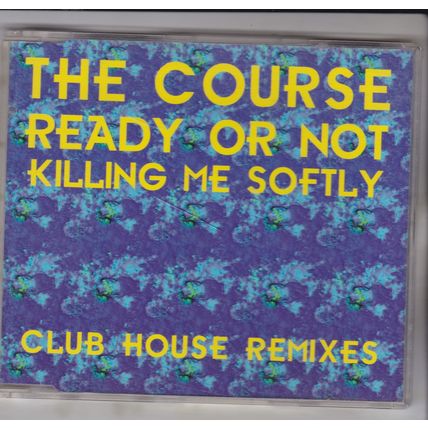 THE COURSE
READY OR NOT
KILLING ME SOFTLY
CLUB HOUSE REMIXES